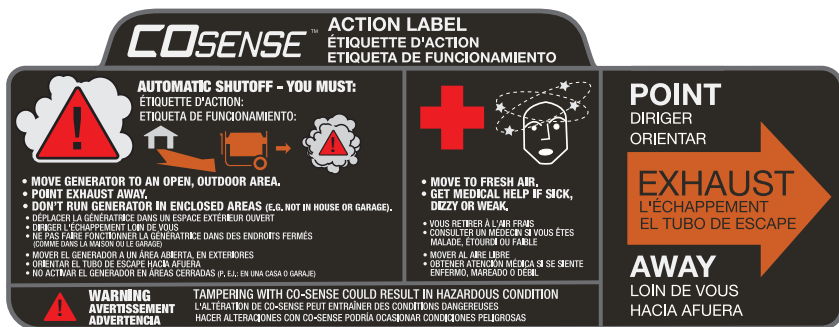 COSENSE™
ACTION LABEL
ÉTIQUETTE D'ACTION
ETIQUETA DE FUNCIONAMIENTO
AUTOMATIC SHUTOFF – YOU MUST:
ÉTIQUETTE D'ACTION:
ETIQUETA DE FUNCIONAMIENTO:
• MOVE GENERATOR TO AN OPEN, OUTDOOR AREA.
• POINT EXHAUST AWAY.
• DON'T RUN GENERATOR IN ENCLOSED AREAS (E.G. NOT IN HOUSE OR GARAGE).
• DÉPLACER LA GÉNÉRATRICE DANS UN ESPACE EXTÉRIEUR OUVERT
• DIRIGER L'ÉCHAPPEMENT LOIN DE VOUS
• NE PAS FAIRE FONCTIONNER LA GÉNÉRATRICE DANS DES ENDROITS FERMÉS
(COMME DANS LA MAISON OU LE GARAGE)
• MOVER EL GENERADOR A UN ÁREA ABIERTA, EN EXTERIORES
• ORIENTAR EL TUBO DE ESCAPE HACIA AFUERA
• NO ACTIVAR EL GENERADOR EN ÁREAS CERRADAS (P, EJ,: EN UNA CASA O GARAJE)
• MOVE TO FRESH AIR.
• GET MEDICAL HELP IF SICK,
DIZZY OR WEAK.
• VOUS RETIRER À L'AIR FRAIS
• CONSULTER UN MÉDECIN SI VOUS ÊTES
MALADE, ÉTOURDI OU FAIBLE
• MOVER AL AIRE LIBRE
• OBTENER ATENCIÓN MÉDICA SI SE SIENTE
ENFERMO, MAREADO O DÉBIL
POINT
DIRIGER
ORIENTAR
EXHAUST
L'ÉCHAPPEMENT
EL TUBO DE ESCAPE
AWAY
LOIN DE VOUS
HACIA AFUERA
WARNING
AVERTISSEMENT
ADVERTENCIA
TAMPERING WITH CO-SENSE COULD RESULT IN HAZARDOUS CONDITION
L'ALTÉRATION DE CO-SENSE PEUT ENTRAÎNER DES CONDITIONS DANGEREUSES
HACER ALTERACIONES CON CO-SENSE PODRÍA OCASIONAR CONDICIONES PELIGROSAS